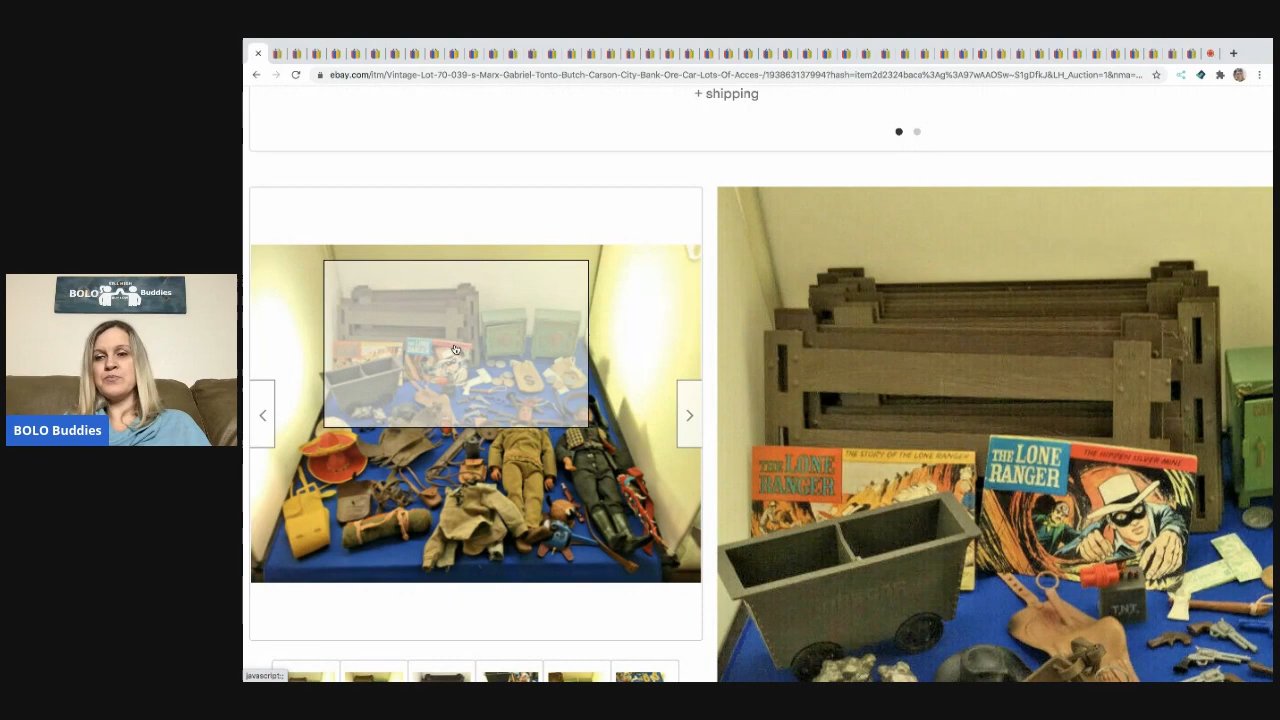 ebay.com/itm/Vintage-Lot-70-039-s-Marx-Gabriel-Tonto-Butch-Carson-City-Bank-Ore-Car-Lots-Of-Acces-/193863137994?hash=item2d2324baca%3Ag%3A97wAAOSw~S1gDfkJ&LH_Auction=1&nma=...
+ shipping
BOLO
Buddies
BOLO Buddies
THE LONE RANGER
THE STORY OF THE LONE RANGER
THE LONE RANGER
THE HIDDEN SILVER MINE
T.N.T.
javascript:;